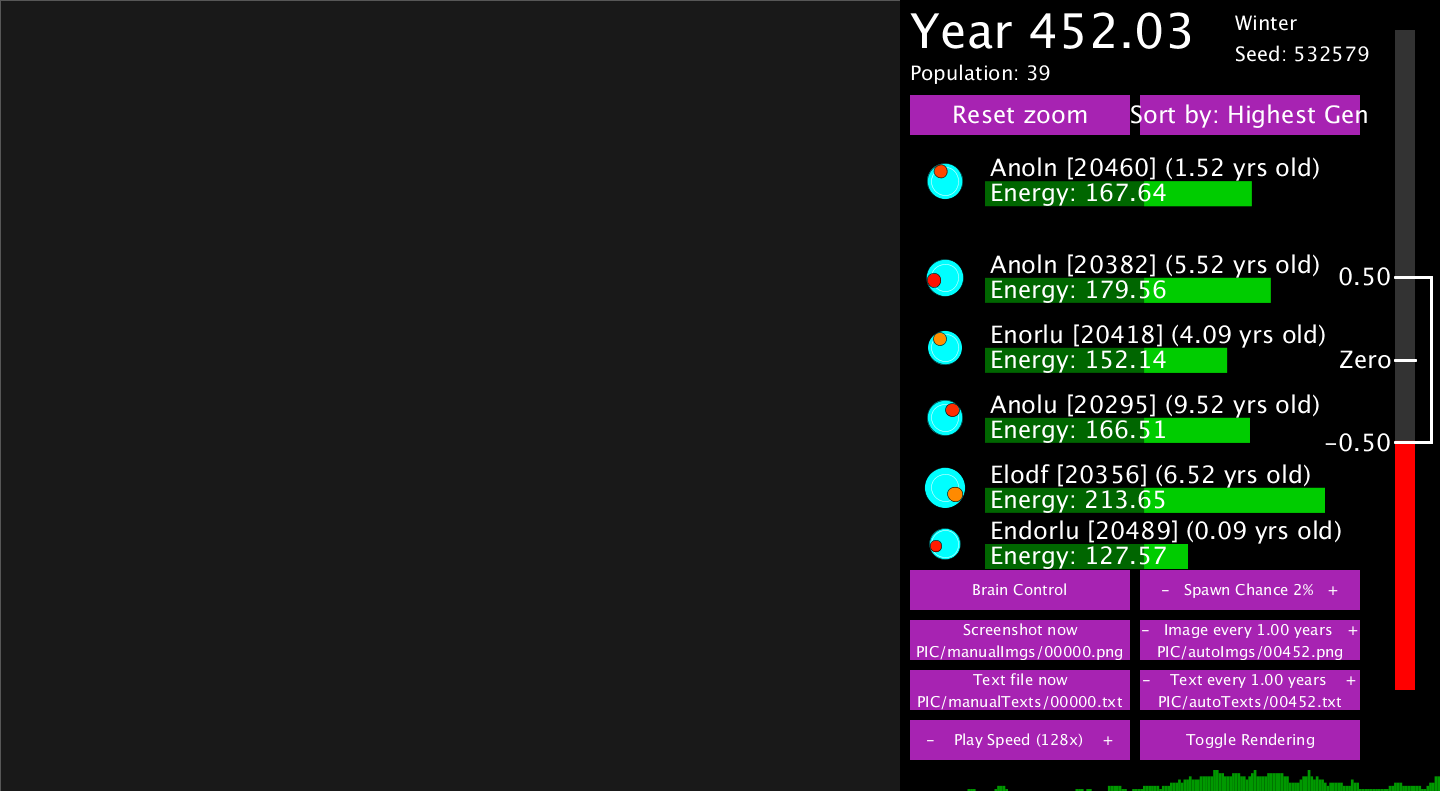 Year 452.03
Winter
Seed: 532579
Population: 39
Reset zoom
Sort by: Highest Gen
Anoln [20460] (1.52 yrs old)
Energy: 167.64
Anoln [20382] (5.52 yrs old)
Energy: 179.56
Enorlu [20418] (4.09 yrs old)
Energy: 152.14
Anolu [20295] (9.52 yrs old)
Energy: 166.51
Elodf [20356] (6.52 yrs old)
Energy: 213.65
Endorlu [20489] (0.09 yrs old)
Energy: 127.57
0.50
Zero
-0.50
Brain Control
- Spawn Chance 2% +
Screenshot now
PIC/manualImgs/00000.png
- Image every 1.00 years +
PIC/autoImgs/00452.png
Text file now
PIC/manualTexts/00000.txt
- Text every 1.00 years +
PIC/autoTexts/00452.txt
- Play Speed (128x) +
Toggle Rendering